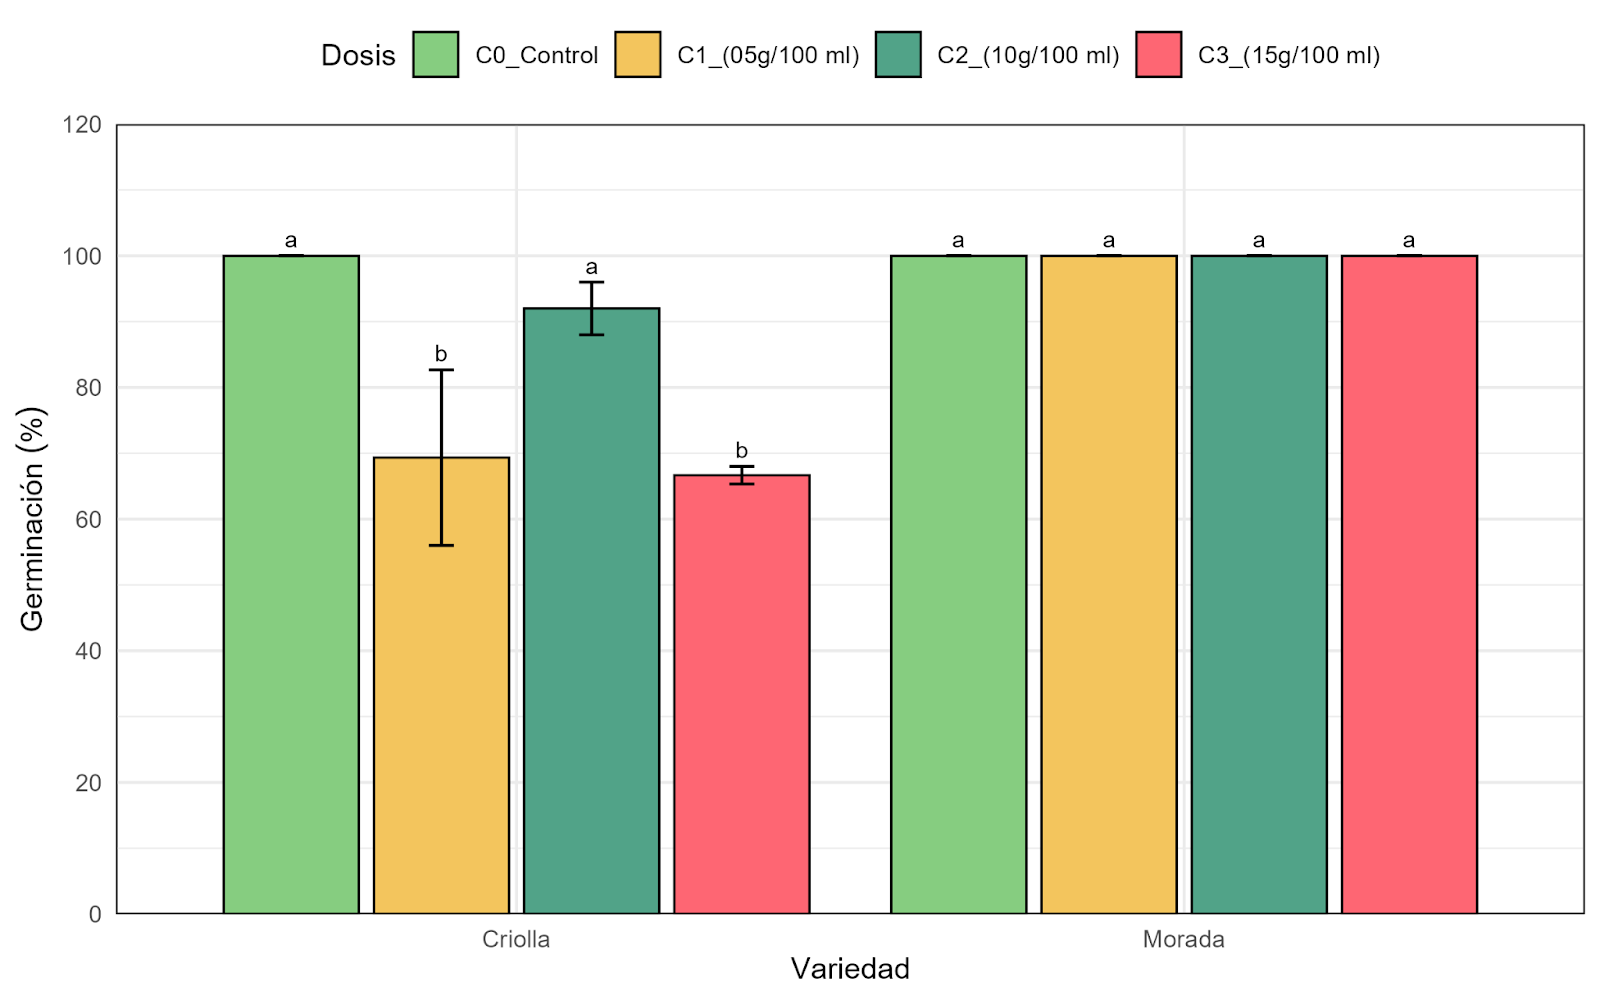 Dosis C0_Control C1_(05g/100 ml) C2_(10g/100 ml) C3_(15g/100 ml)
120
100
80
60
40
20
0
Germinación (%)
a
b
a
b
a
a
a
a
Criolla
Morada
Variedad